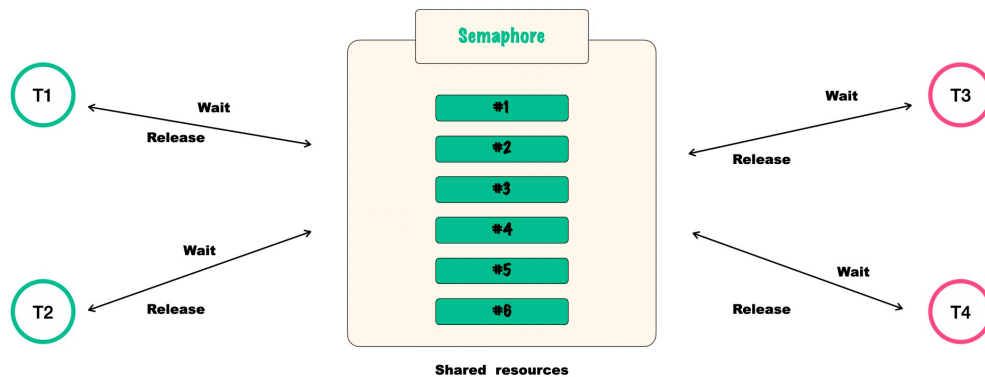 Semaphore
T1
Wait
Release
#1
#2
#3
#4
#5
#6
Wait
Release
T3
T2
Wait
Release
Wait
Release
T4
Shared resources